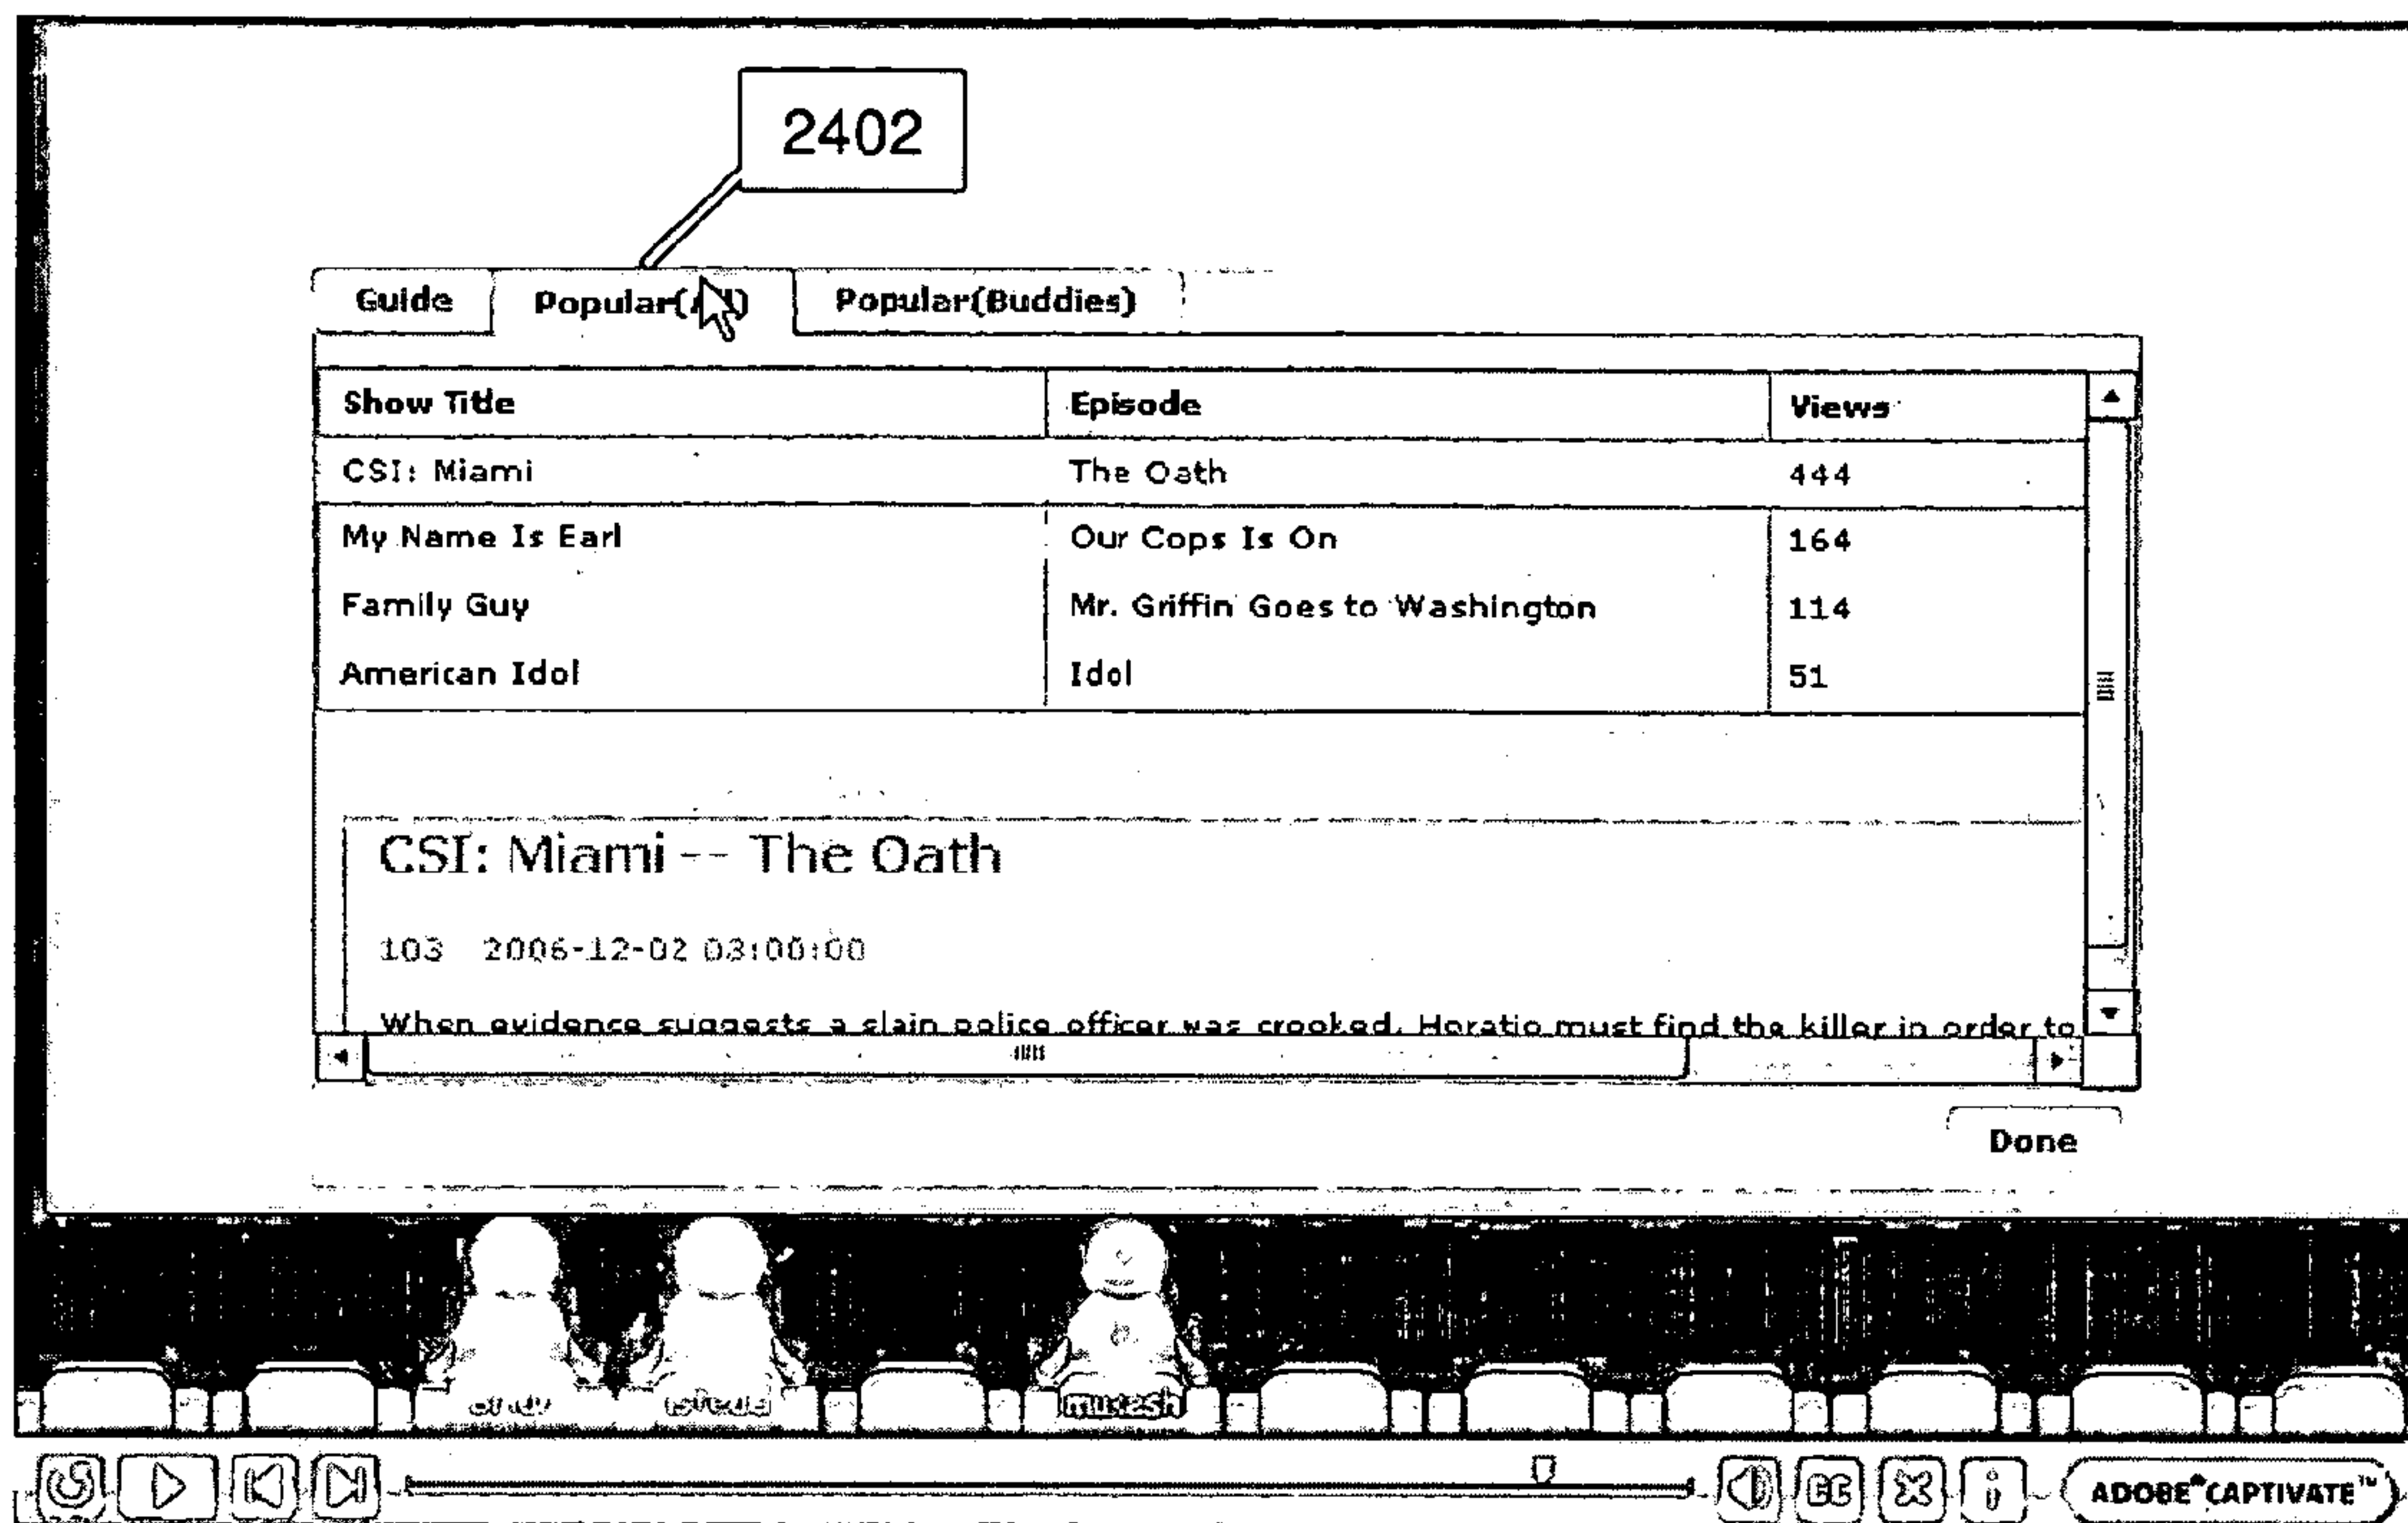 2402
Guide Popular( ) Popular(Buddies)
Show Title Episode Views
CSI: Miami The Oath 444
My Name Is Earl Our Cops Is On 164
Family Guy Mr. Griffin Goes to Washington 114
American Idol Idol 51
CSI: Miami -- The Oath
103 2006-12-02 03:00:00
When evidence suggests a slain police officer was crooked, Horatio must find the killer in order to
Done
mukesh
CC
ADOBE® CAPTIVATE™